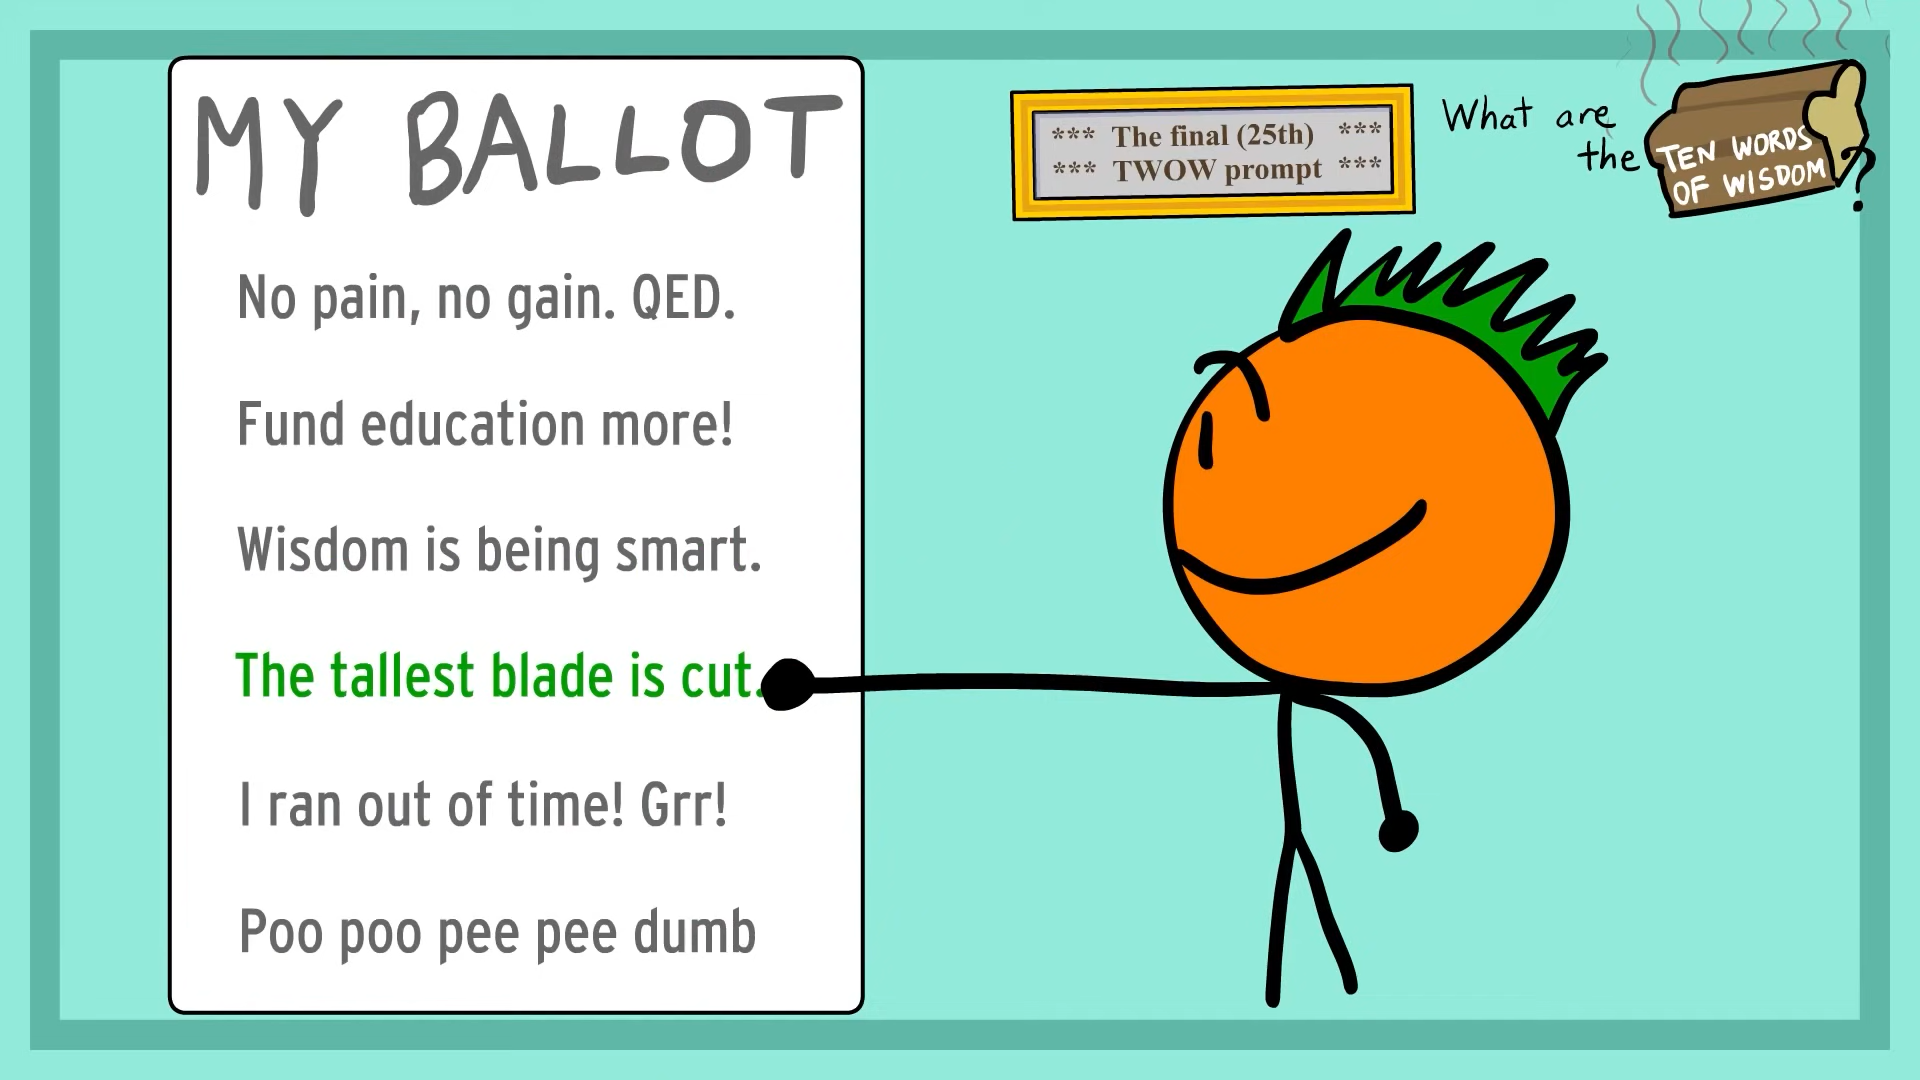 MY BALLOT
No pain, no gain. QED.
Fund education more!
Wisdom is being smart.
The tallest blade is cut.
I ran out of time! Grr!
Poo poo pee pee dumb
*** The final (25th) ***
*** TWOW prompt ***
What are
the
TEN WORDS
OF WISDOM
?